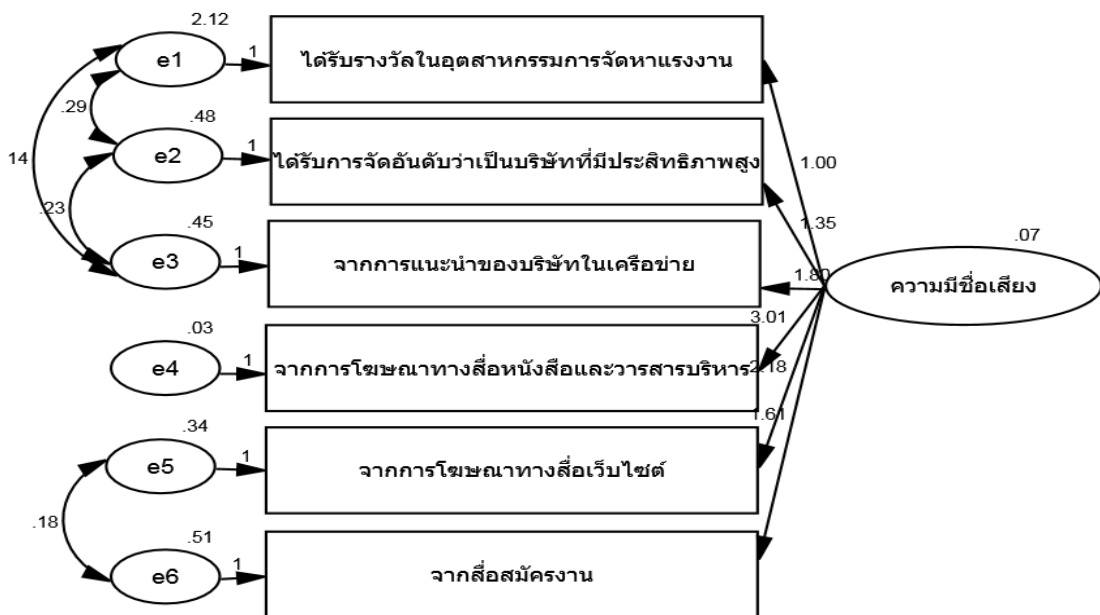 2.12
e1
1
ได้รับรางวัลในอุตสาหกรรมการจัดหาแรงงาน
.29
.48
14
e2
1
ได้รับการจัดอันดับว่าเป็นบริษัทที่มีประสิทธิภาพสูง
1.00
.23
.45
1.35
.07
e3
1
จากการแนะนำของบริษัทในเครือข่าย
1.80
ความมีชื่อเสียง
.03
3.01
e4
1
จากการโฆษณาทางสื่อหนังสือและวารสารบริหาร
2.18
.34
1.61
e5
1
จากการโฆษณาทางสื่อเว็บไซต์
.18
.51
e6
1
จากสื่อสมัครงาน